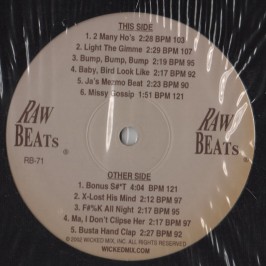 THIS SIDE
1. 2 Many Ho's 2:28 BPM 103
2. Light The Gimme 2:29 BPM 107
3. Bump, Bump, Bump 2:19 BPM 95
4. Baby, Bird Look Like 2:17 BPM 92
5. Ja's Memo Beat 2:23 BPM 90
6. Missy Gossip 1:51 BPM 121
RAW
BEATS
®
RB-71
RAW
BEATS
®
OTHER SIDE
1. Bonus S#*T 4:04 BPM 121
2. X-Lost His Mind 2:17 BPM 95
3. F#%K All Night 2:17 BPM 95
4. Ma, I Don't Clipse Her 2:17 BPM 97
5. Busta Hand Clap 2:27 BPM 92
© 2002 WICKED MIX, INC. ALL RIGHTS RESERVED
WICKEDMIX.COM